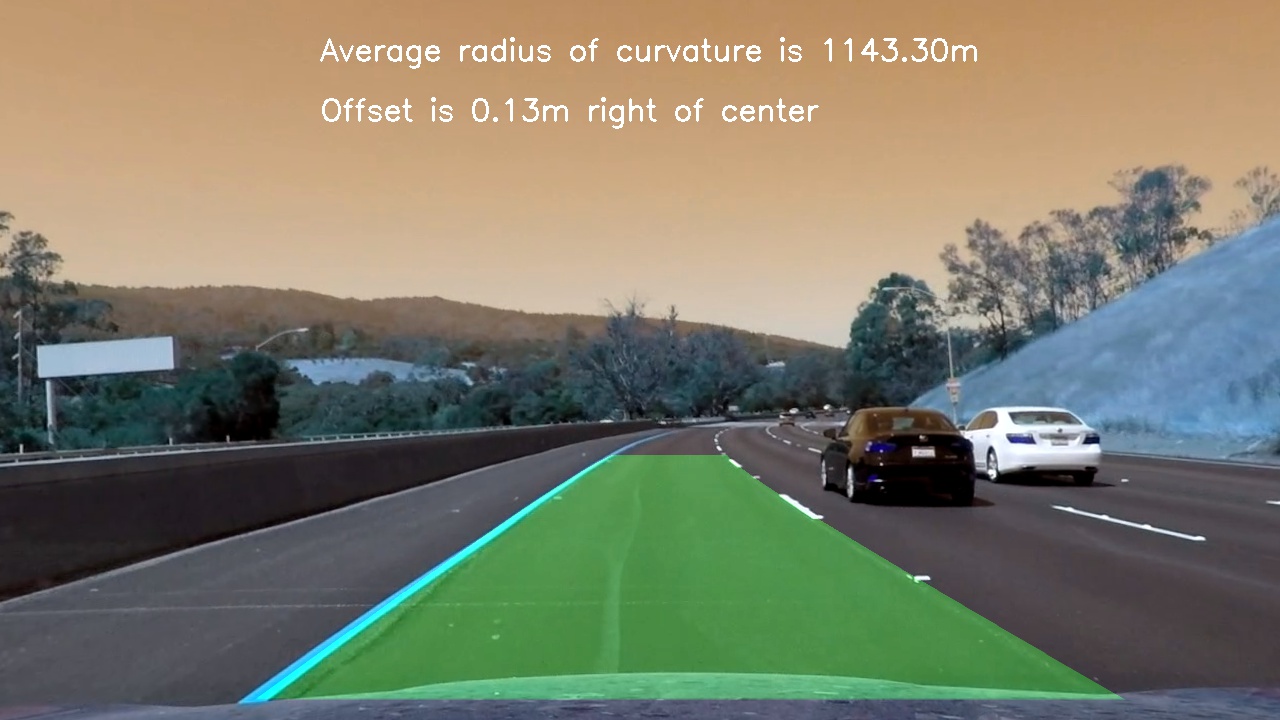 Average radius of curvature is 1143.30m
Offset is 0.13m right of center